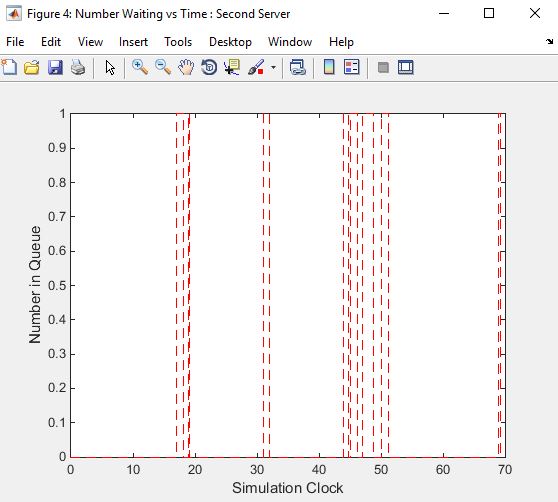 Figure 4: Number Waiting vs Time : Second Server
File Edit View Insert Tools Desktop Window Help
1
0.9
0.8
0.7
0.6
0.5
0.4
0.3
0.2
0.1
0
Number in Queue
0 10 20 30 40 50 60 70
Simulation Clock